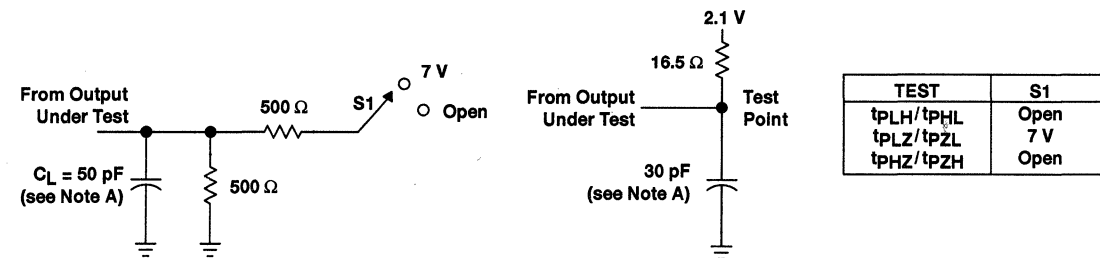 From Output
Under Test
500 Ω
S1
7 V
Open
CL = 50 pF
(see Note A)
500 Ω
2.1 V
16.5 Ω
From Output
Under Test
Test
Point
30 pF
(see Note A)
TEST S1
tPLH/tPHL Open
tPLZ/tPZL 7 V
tPHZ/tPZH Open